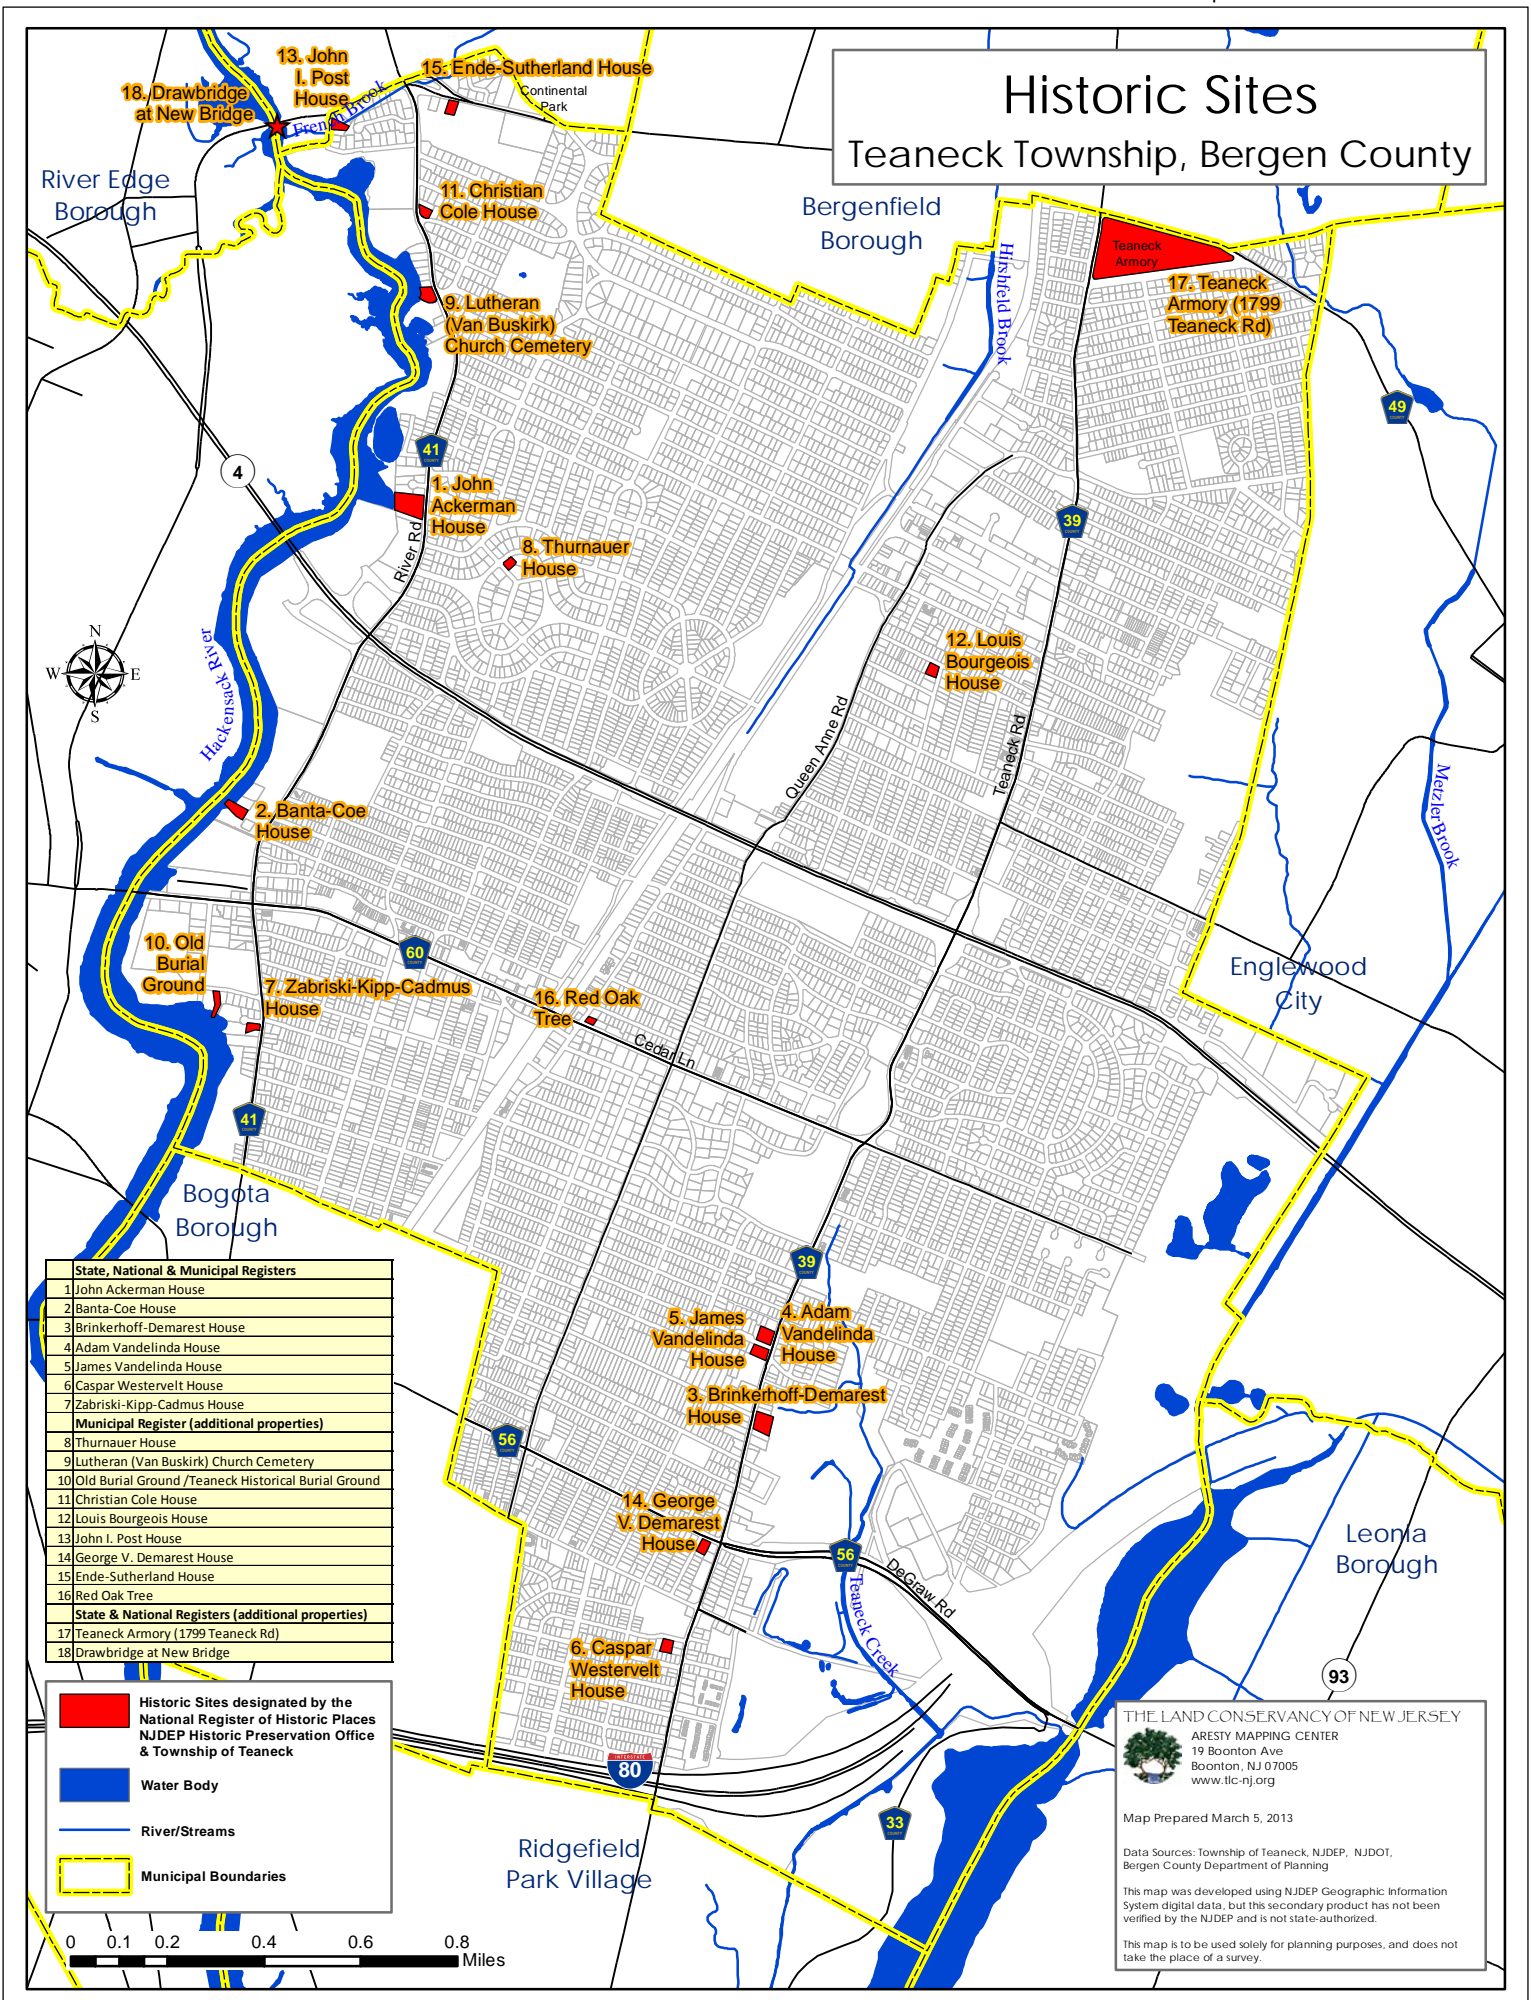 Historic Sites
Teaneck Township, Bergen County
13. John
I. Post
House
15. Ende-Sutherland House
Continental
Park
18. Drawbridge
at New Bridge
French Brook
River Edge
Borough
11. Christian
Cole House
Bergenfield
Borough
Hirshfeld Brook
Teaneck
Armory
17. Teaneck
Armory (1799
Teaneck Rd)
9. Lutheran
(Van Buskirk)
Church Cemetery
49
COUNTY
41
COUNTY
4
1. John
Ackerman
House
39
COUNTY
River Rd
8. Thurnauer
House
N
W
E
S
Hackensack River
12. Louis
Bourgeois
House
Queen Anne Rd
Teaneck Rd
Metzler Brook
2. Banta-Coe
House
10. Old
Burial
Ground
60
COUNTY
7. Zabriski-Kipp-Cadmus
House
16. Red Oak
Tree
Cedar Ln
Englewood
City
41
COUNTY
Bogota
Borough
39
COUNTY
5. James
Vandelinda
House
4. Adam
Vandelinda
House
3. Brinkerhoff-Demarest
House
56
COUNTY
14. George
V. Demarest
House
56
COUNTY
DeGraw Rd
Teaneck Creek
Leonia
Borough
6. Caspar
Westervelt
House
93
INTERSTATE
80
33
COUNTY
Ridgefield
Park Village
State, National & Municipal Registers
1 John Ackerman House
2 Banta-Coe House
3 Brinkerhoff-Demarest House
4 Adam Vandelinda House
5 James Vandelinda House
6 Caspar Westervelt House
7 Zabriski-Kipp-Cadmus House
Municipal Register (additional properties)
8 Thurnauer House
9 Lutheran (Van Buskirk) Church Cemetery
10 Old Burial Ground /Teaneck Historical Burial Ground
11 Christian Cole House
12 Louis Bourgeois House
13 John I. Post House
14 George V. Demarest House
15 Ende-Sutherland House
16 Red Oak Tree
State & National Registers (additional properties)
17 Teaneck Armory (1799 Teaneck Rd)
18 Drawbridge at New Bridge
Historic Sites designated by the
National Register of Historic Places
NJDEP Historic Preservation Office
& Township of Teaneck
Water Body
River/Streams
Municipal Boundaries
0 0.1 0.2 0.4 0.6 0.8
Miles
THE LAND CONSERVANCY OF NEW JERSEY
ARESTY MAPPING CENTER
19 Boonton Ave
Boonton, NJ 07005
www.tlc-nj.org
Map Prepared March 5, 2013
Data Sources: Township of Teaneck, NJDEP, NJDOT,
Bergen County Department of Planning
This map was developed using NJDEP Geographic Information
System digital data, but this secondary product has not been
verified by the NJDEP and is not state-authorized.
This map is to be used solely for planning purposes, and does not
take the place of a survey.